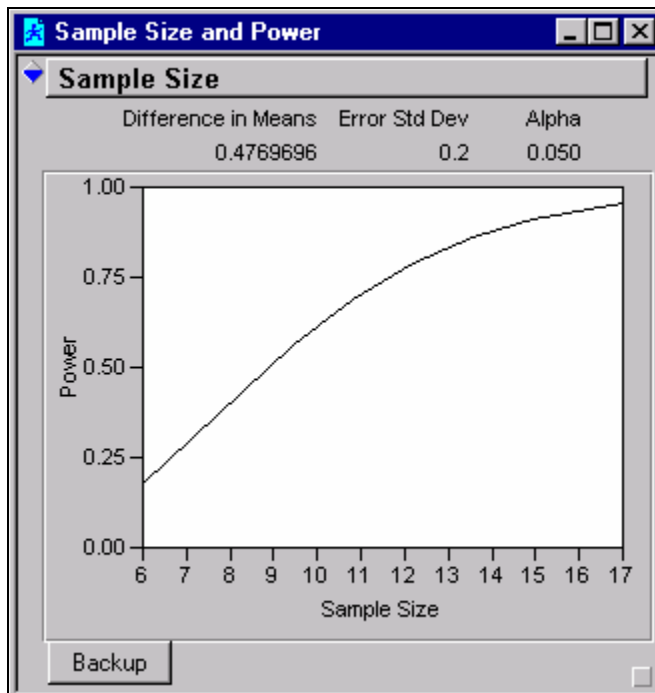 Sample Size and Power
Sample Size
Difference in Means Error Std Dev Alpha
0.4769696 0.2 0.050
1.00
0.75
0.50
0.25
0.00
Power
6 7 8 9 10 11 12 13 14 15 16 17
Sample Size
Backup